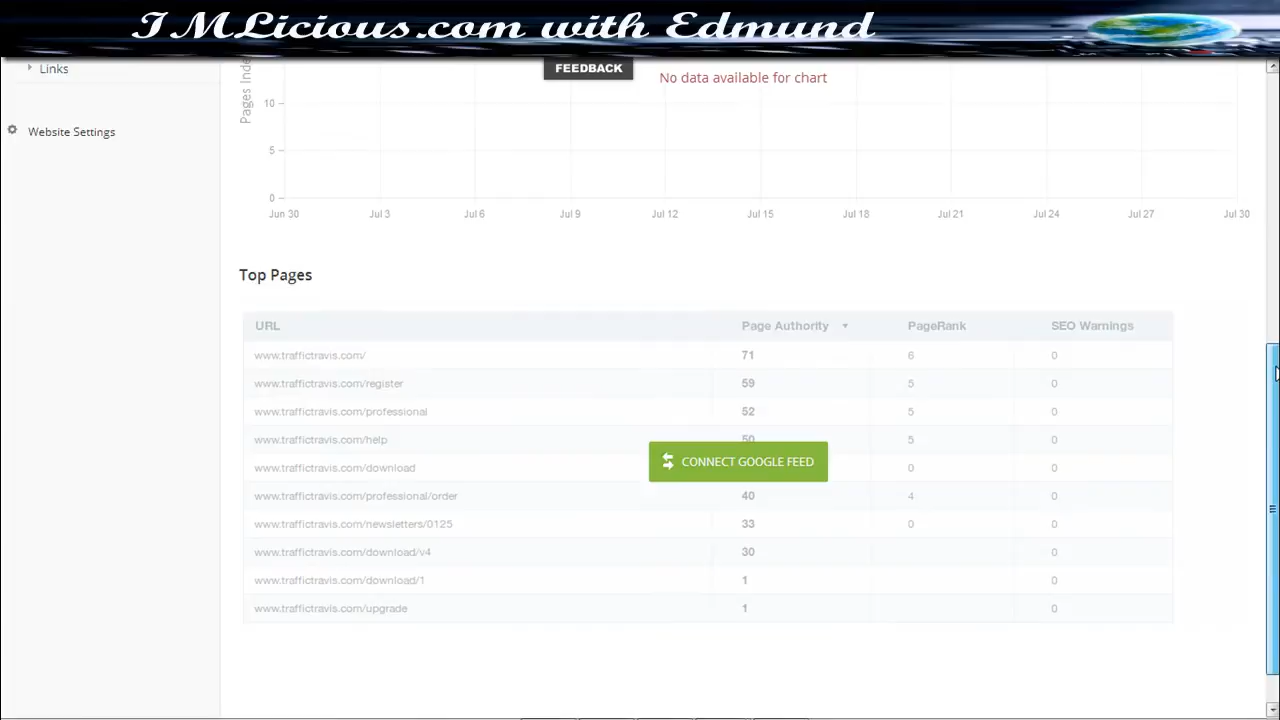 IMLicious.com with Edmund
Links
Website Settings
FEEDBACK
No data available for chart
Pages Inde
10
5
0
Jun 30 Jul 3 Jul 6 Jul 9 Jul 12 Jul 15 Jul 18 Jul 21 Jul 24 Jul 27 Jul 30
Top Pages
URL Page Authority PageRank SEO Warnings
www.traffictravis.com/ 71 6 0
www.traffictravis.com/register 59 5 0
www.traffictravis.com/professional 52 5 0
www.traffictravis.com/help 50 5 0
www.traffictravis.com/download 0 0
CONNECT GOOGLE FEED
www.traffictravis.com/professional/order 40 4 0
www.traffictravis.com/newsletters/0125 33 0 0
www.traffictravis.com/download/v4 30 0
www.traffictravis.com/download/1 1 0
www.traffictravis.com/upgrade 1 0